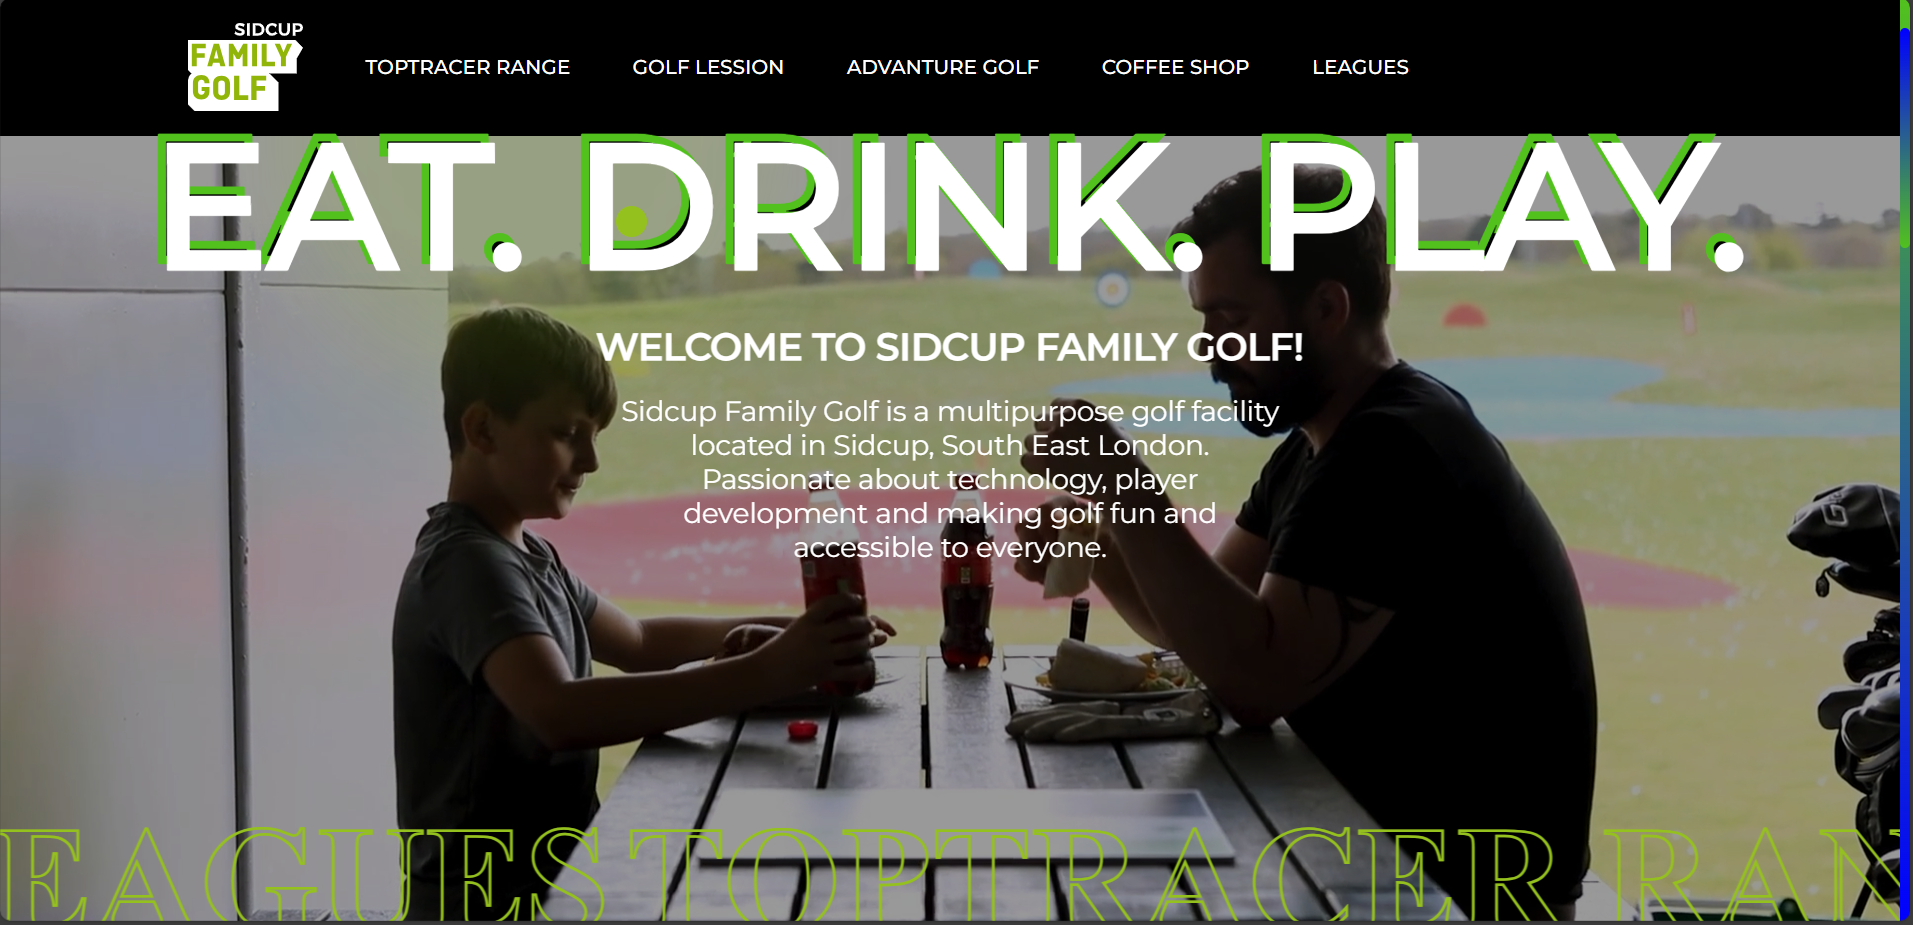 SIDCUP
FAMILY
GOLF
TOPTRACER RANGE GOLF LESSION ADVANTURE GOLF COFFEE SHOP LEAGUES
EAT. DRINK. PLAY.
WELCOME TO SIDCUP FAMILY GOLF!
Sidcup Family Golf is a multipurpose golf facility
located in Sidcup, South East London.
Passionate about technology, player
development and making golf fun and
accessible to everyone.
EAGUES TOPTRACER RAN